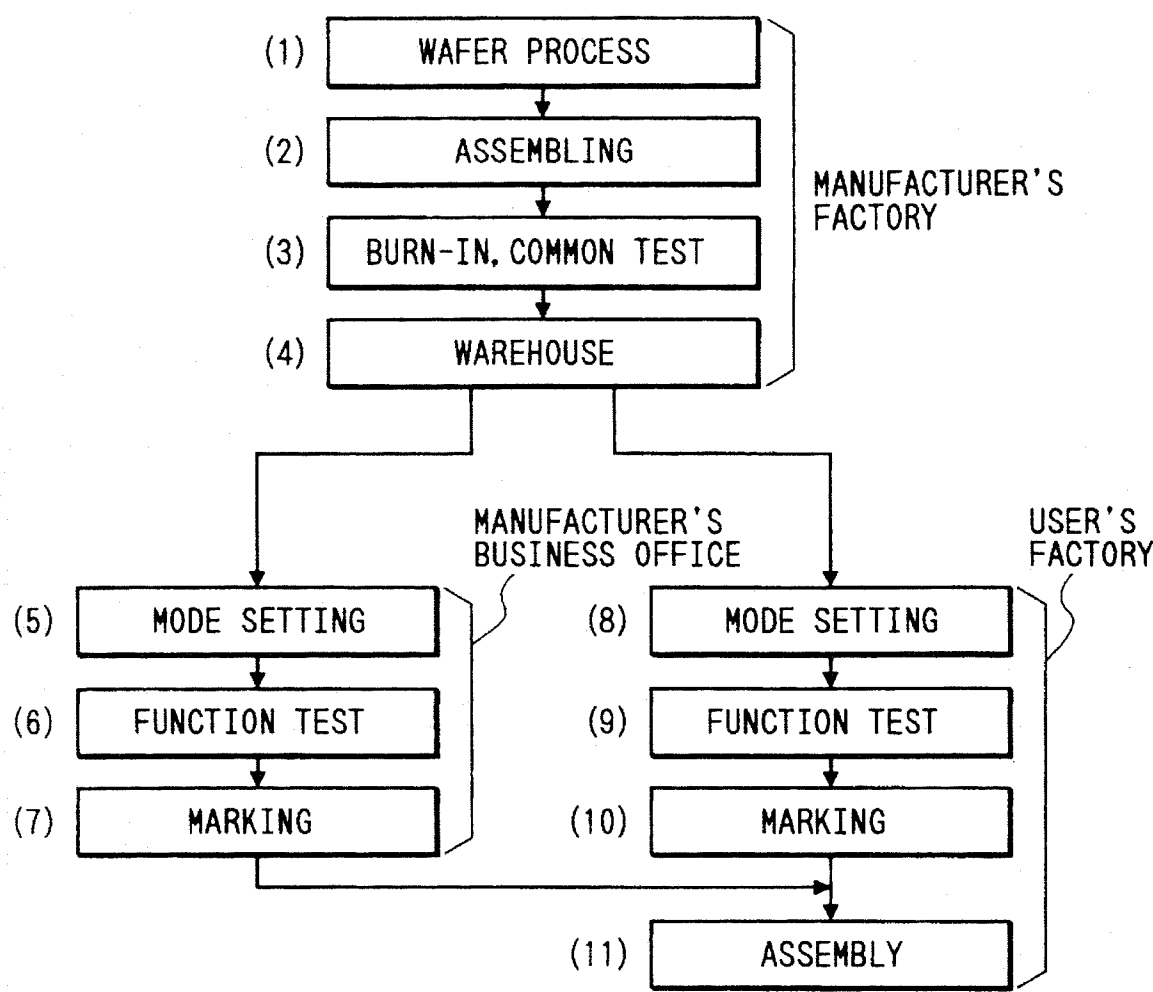 (1) WAFER PROCESS
(2) ASSEMBLING
MANUFACTURER'S
FACTORY
(3) BURN-IN, COMMON TEST
(4) WAREHOUSE
MANUFACTURER'S
BUSINESS OFFICE
USER'S
FACTORY
(5) MODE SETTING
(8) MODE SETTING
(6) FUNCTION TEST
(9) FUNCTION TEST
(7) MARKING
(10) MARKING
(11) ASSEMBLY